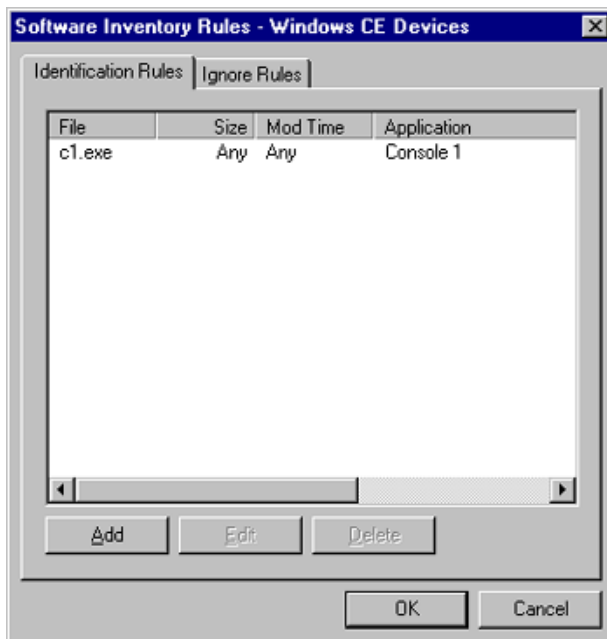 Software Inventory Rules - Windows CE Devices
Identification Rules Ignore Rules
File Size Mod Time Application
c1.exe Any Any Console 1
Add Edit Delete
OK Cancel